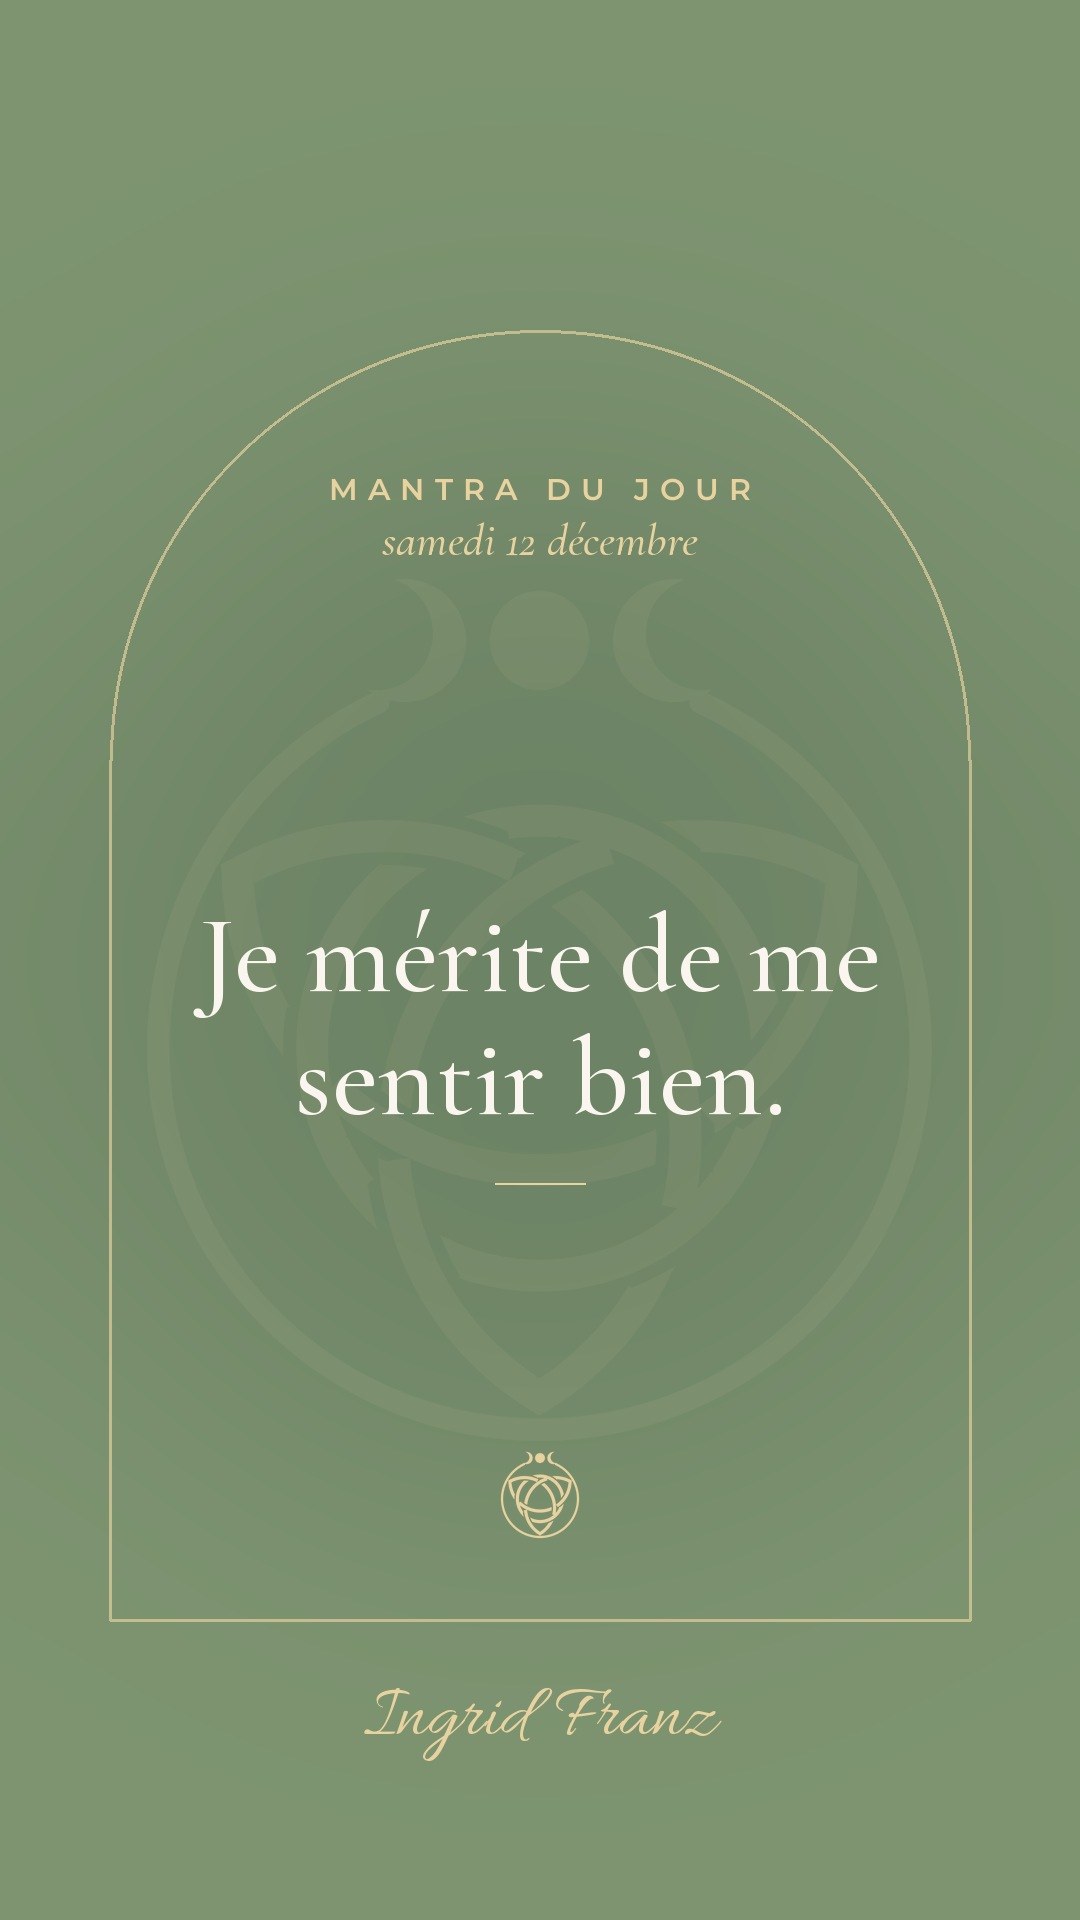 MANTRA DU JOUR
samedi 12 décembre
Je mérite de me
sentir bien.
Ingrid Franz